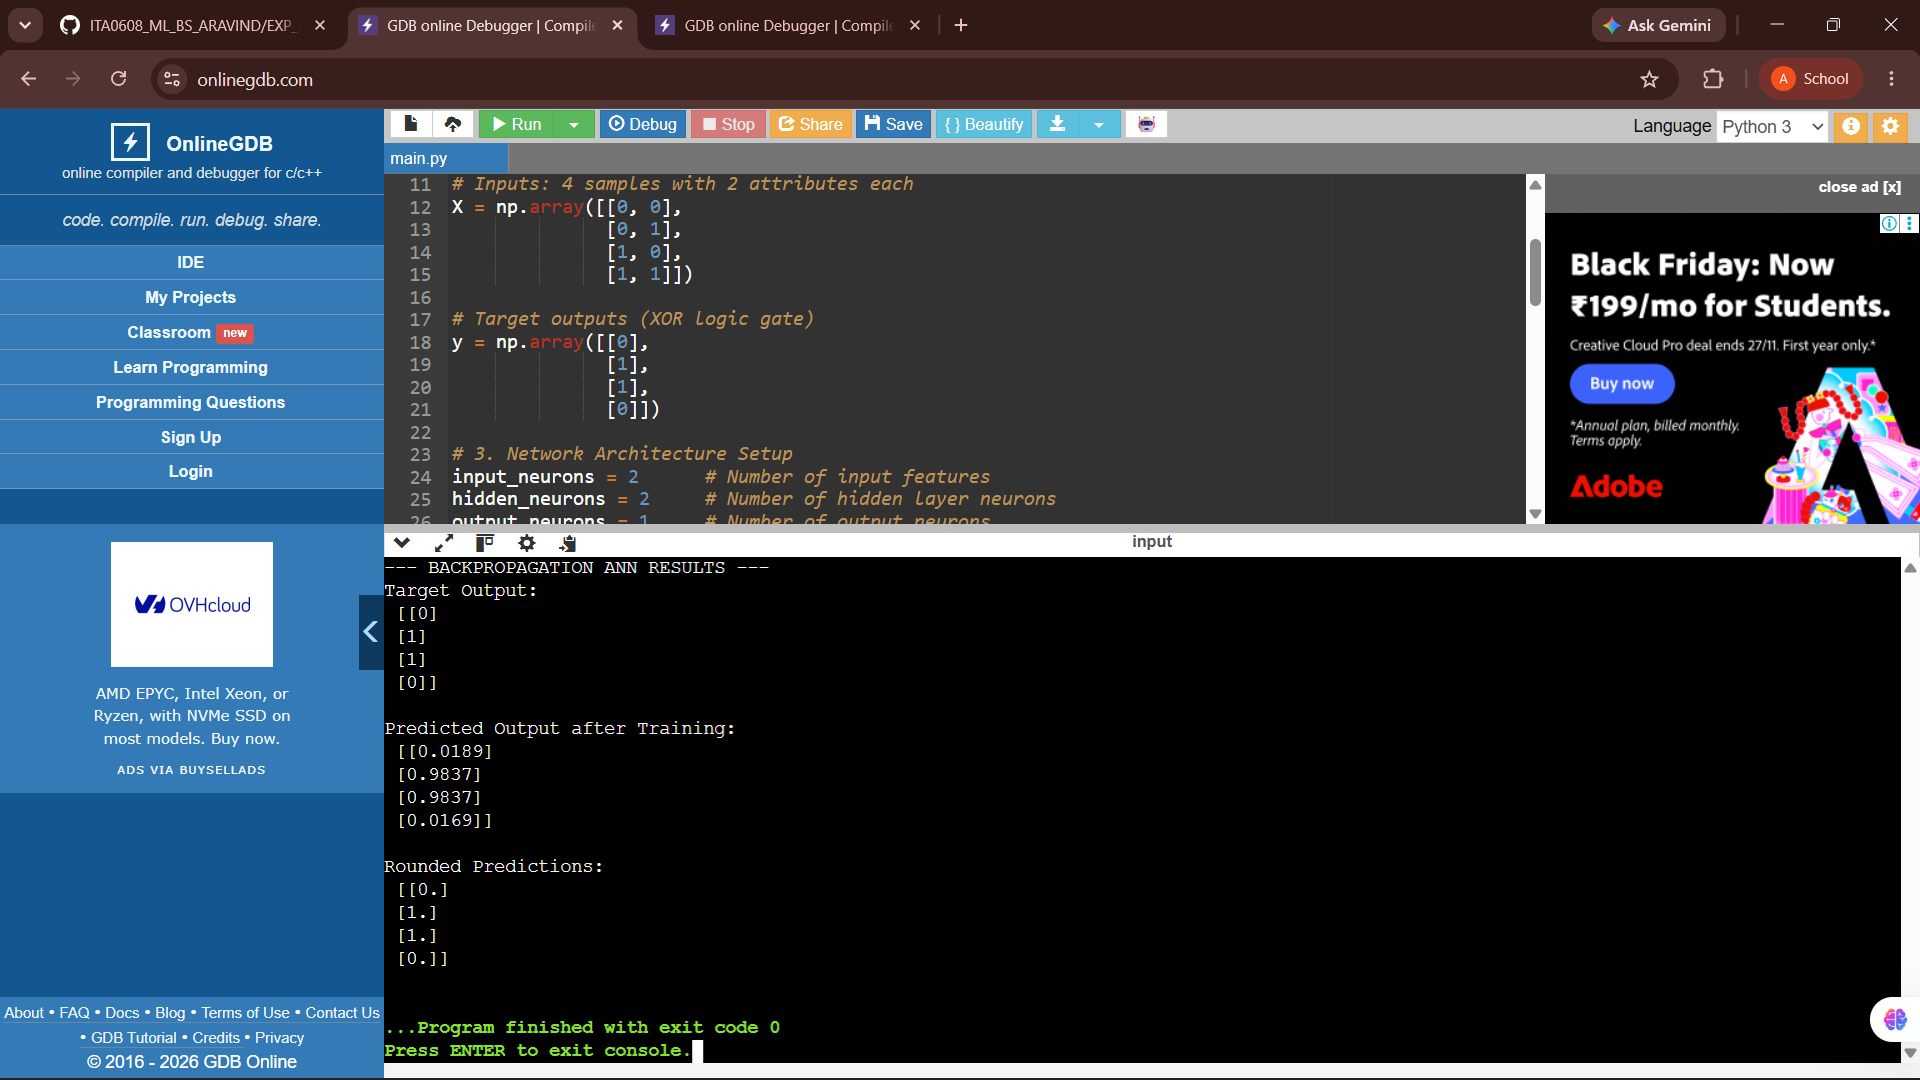 ITA0608_ML_BS_ARAVIND/EXP_
GDB online Debugger | Compile
GDB online Debugger | Compile
Ask Gemini
onlinegdb.com
A School
OnlineGDB
online compiler and debugger for c/c++
code. compile. run. debug. share.
IDE
My Projects
Classroom new
Learn Programming
Programming Questions
Sign Up
Login
OVHcloud
AMD EPYC, Intel Xeon, or
Ryzen, with NVMe SSD on
most models. Buy now.
ADS VIA BUYSELLADS
About • FAQ • Docs • Blog • Terms of Use • Contact Us
• GDB Tutorial • Credits • Privacy
© 2016 - 2026 GDB Online
Run Debug Stop Share Save { } Beautify
Language Python 3
main.py
11 # Inputs: 4 samples with 2 attributes each
12 X = np.array([[0, 0],
13 [0, 1],
14 [1, 0],
15 [1, 1]])
16
17 # Target outputs (XOR logic gate)
18 y = np.array([[0],
19 [1],
20 [1],
21 [0]])
22
23 # 3. Network Architecture Setup
24 input_neurons = 2 # Number of input features
25 hidden_neurons = 2 # Number of hidden layer neurons
26 output_neurons = 1 # Number of output neurons
close ad [x]
Black Friday: Now
₹199/mo for Students.
Creative Cloud Pro deal ends 27/11. First year only.*
Buy now
*Annual plan, billed monthly.
Terms apply.
Adobe
input
--- BACKPROPAGATION ANN RESULTS ---
Target Output:
[[0]
[1]
[1]
[0]]
Predicted Output after Training:
[[0.0189]
[0.9837]
[0.9837]
[0.0169]]
Rounded Predictions:
[[0.]
[1.]
[1.]
[0.]]
...Program finished with exit code 0
Press ENTER to exit console.